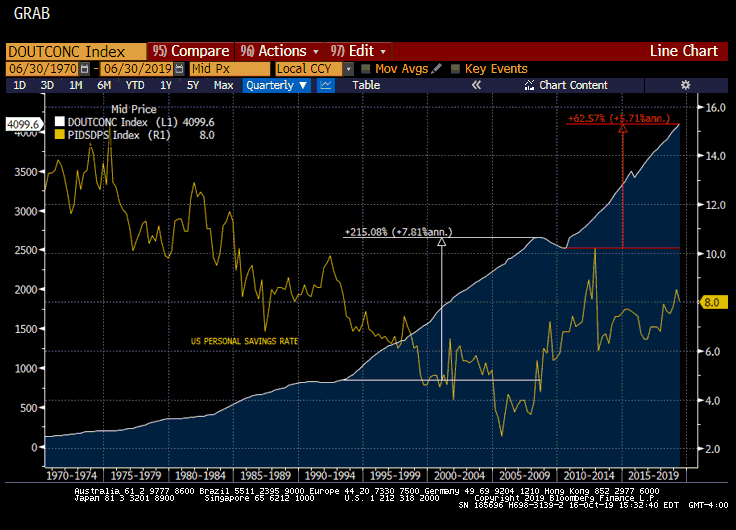 GRAB
DOUTCONC Index 95) Compare 96) Actions 97) Edit Line Chart
06/30/1970 - 06/30/2019 Mid Px Local CCY Mov Avgs Key Events
1D 3D 1M 6M YTD 1Y 5Y Max Quarterly Table « Chart Content
Mid Price
DOUTCONC Index (L1) 4099.6
PIDSDPS Index (R1) 8.0
4099.6
4000
3500
3000
2500
2000
1500
1000
500
0
+62.57% (+5.71%ann.)
+215.08% (+7.81%ann.)
US PERSONAL SAVINGS RATE
16.0
14.0
12.0
10.0
8.0
6.0
4.0
2.0
1970-1974 1975-1979 1980-1984 1985-1989 1990-1994 1995-1999 2000-2004 2005-2009 2010-2014 2015-2019
Australia 61 2 9777 8600 Brazil 5511 2395 9000 Europe 44 20 7330 7500 Germany 49 69 9204 1210 Hong Kong 852 2977 6000
Japan 81 3 3201 8900 Singapore 65 6212 1000 U.S. 1 212 318 2000 Copyright 2019 Bloomberg Finance L.P.
SN 185696 H698-3139-2 16-Oct-19 15:32:40 EDT GMT-4:00